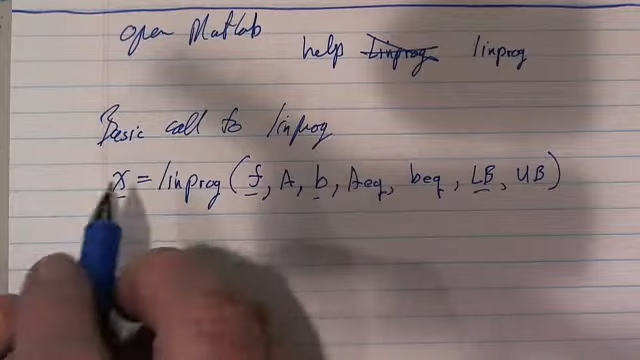 open Matlab
help linprog linprog
Basic call to linprog
x = linprog(f, A, b, Aeq, beq, LB, UB)